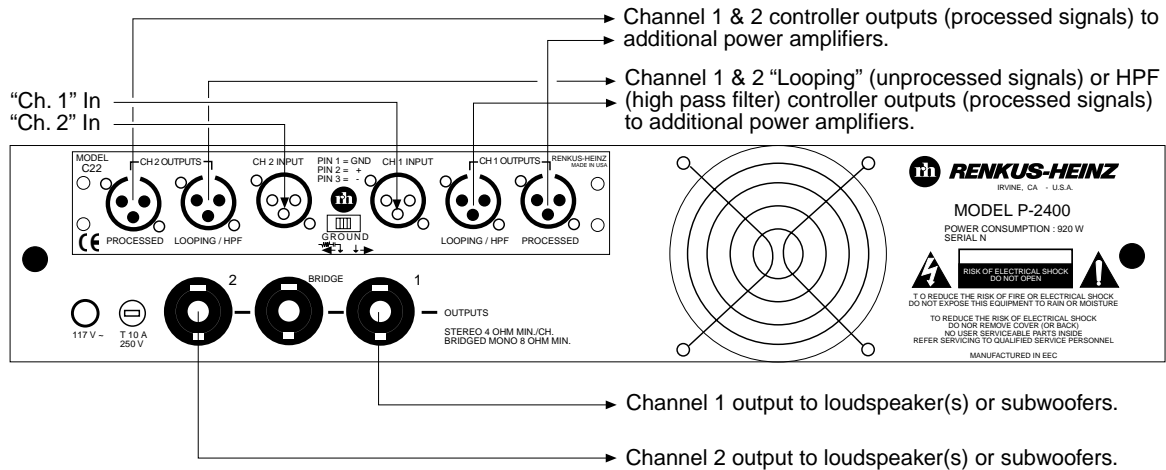 Channel 1 & 2 controller outputs (processed signals) to
additional power amplifiers.
Channel 1 & 2 “Looping” (unprocessed signals) or HPF
(high pass filter) controller outputs (processed signals)
to additional power amplifiers.
“Ch. 1” In
“Ch. 2” In
MODEL
C22
CH 2 OUTPUTS
CH 2 INPUT
PIN 1 = GND
PIN 2 = +
PIN 3 = -
CH 1 INPUT
CH 1 OUTPUTS
RENKUS-HEINZ
MADE IN USA
rh
GROUND
CE
PROCESSED
LOOPING / HPF
LOOPING / HPF
PROCESSED
2
BRIDGE
1
OUTPUTS
STEREO 4 OHM MIN./CH.
BRIDGED MONO 8 OHM MIN.
117 V ~
T 10 A
250 V
rh RENKUS-HEINZ
IRVINE, CA - U.S.A.
MODEL P-2400
POWER CONSUMPTION : 920 W
SERIAL N
RISK OF ELECTRICAL SHOCK
DO NOT OPEN
T O REDUCE THE RISK OF FIRE OR ELECTRICAL SHOCK
DO NOT EXPOSE THIS EQUIPMENT TO RAIN OR MOISTURE
TO REDUCE THE RISK OF ELECTRICAL SHOCK
DO NOR REMOVE COVER (OR BACK)
NO USER SERVICEABLE PARTS INSIDE
REFER SERVICING TO QUALIFIED SERVICE PERSONNEL
MANUFACTURED IN EEC
Channel 1 output to loudspeaker(s) or subwoofers.
Channel 2 output to loudspeaker(s) or subwoofers.